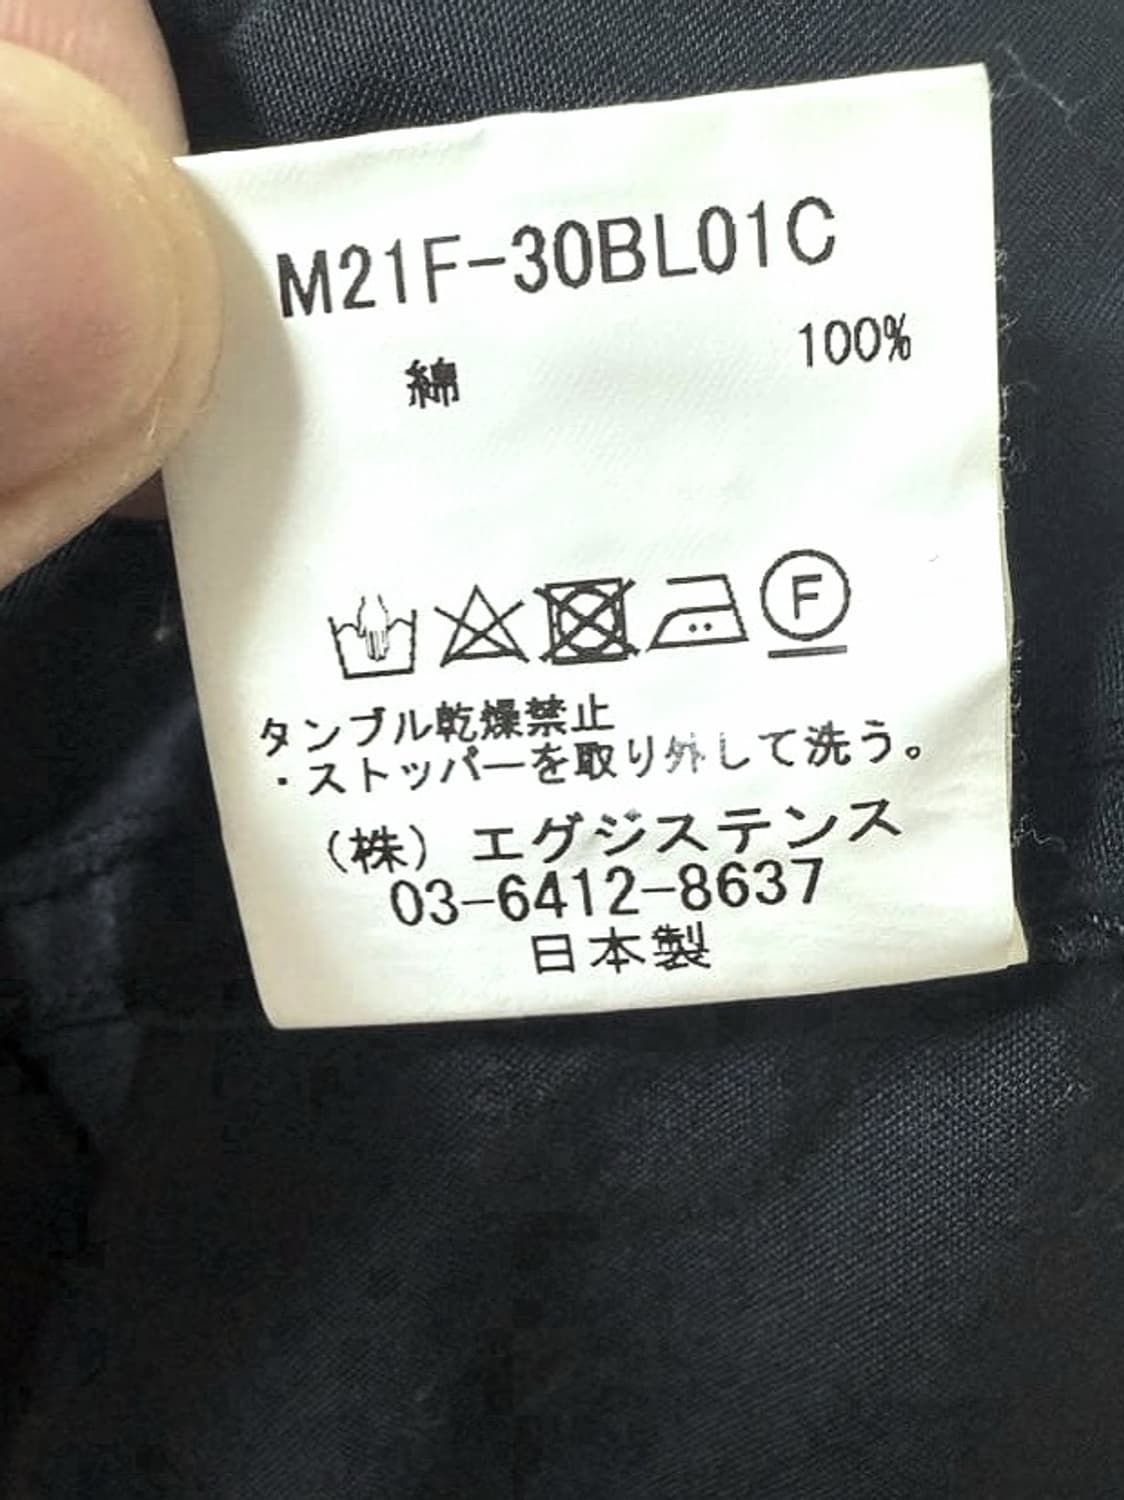 M21F-30BL01C
綿 100%
F
タンブル乾燥禁止
・ストッパーを取り外して洗う。
(株) エグジステンス
03-6412-8637
日本製